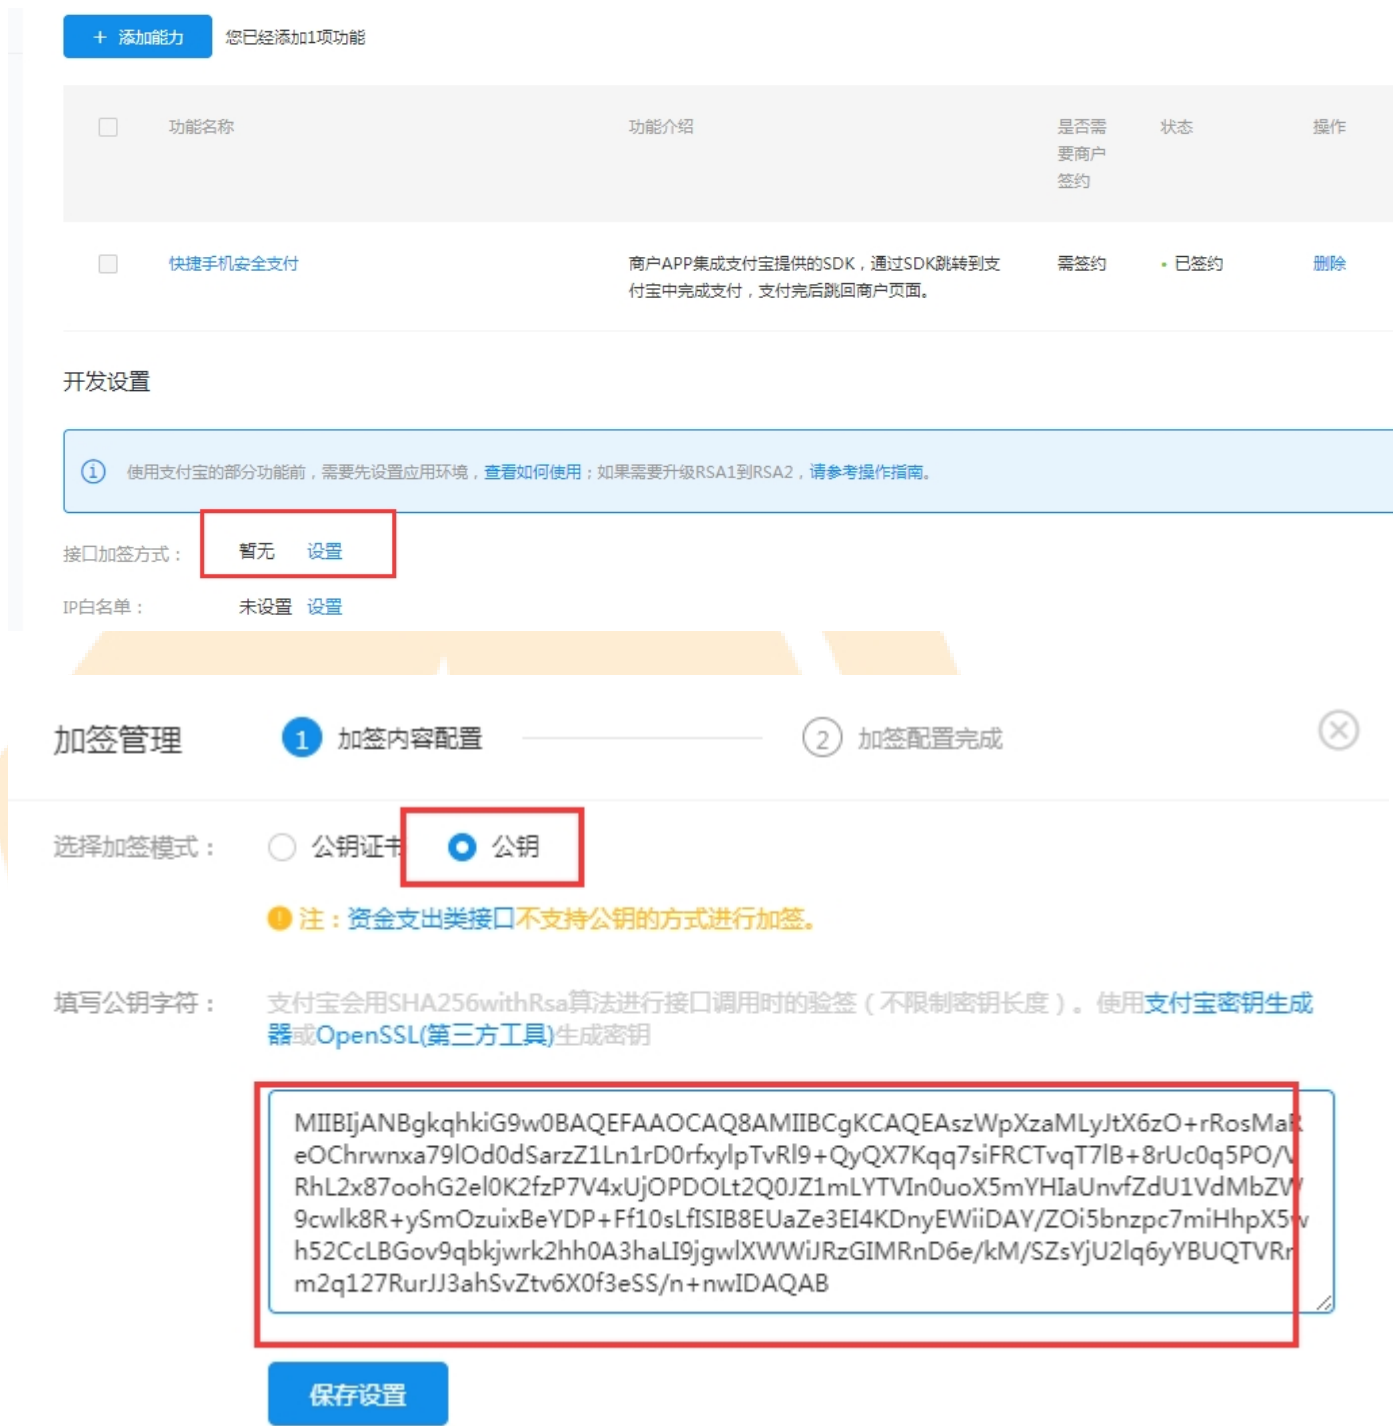 + 添加能力 您已经添加1项功能
功能名称 功能介绍 是否需要商户签约 状态 操作
快捷手机安全支付 商户APP集成支付宝提供的SDK，通过SDK跳转到支 需签约 已签约 删除
付宝中完成支付，支付完后跳回商户页面。
开发设置
使用支付宝的部分功能前，需要先设置应用环境，查看如何使用；如果需要升级RSA1到RSA2，请参考操作指南。
接口加签方式： 暂无 设置
IP白名单： 未设置 设置
加签管理 1 加签内容配置 2 加签配置完成
选择加签模式： 公钥证书 公钥
注：资金支出类接口不支持公钥的方式进行加签。
填写公钥字符： 支付宝会用SHA256withRsa算法进行接口调用时的验签（不限制密钥长度）。使用支付宝密钥生成
器或OpenSSL(第三方工具)生成密钥
MIIBIjANBgkqhkiG9w0BAQEFAAOCAQ8AMIIBCgKCAQEAszWpXzaMLyJtX6zO+rRosMaR
eOChrwnxa79lOd0dSarzZ1Ln1rD0rfxylpTvRl9+QyQX7Kqq7siFRCTvqT7lB+8rUc0q5PO/V
RhL2x87oohG2el0K2fzP7V4xUjOPDOLt2Q0JZ1mLYTVIn0uoX5mYHIaUnvfZdU1VdMbZW
9cwlk8R+ySmOzuixBeYDP+Ff10sLfISIB8EUaZe3EI4KDnyEWiiDAY/ZOi5bnzpc7miHhpX5w
h52CcLBGov9qbkjwrk2hh0A3haLI9jgwlXWWiJRzGIMRnD6e/kM/SZsYjU2lq6yYBUQTVRr
m2q127RurJJ3ahSvZtv6X0f3eSS/n+nwIDAQAB
保存设置